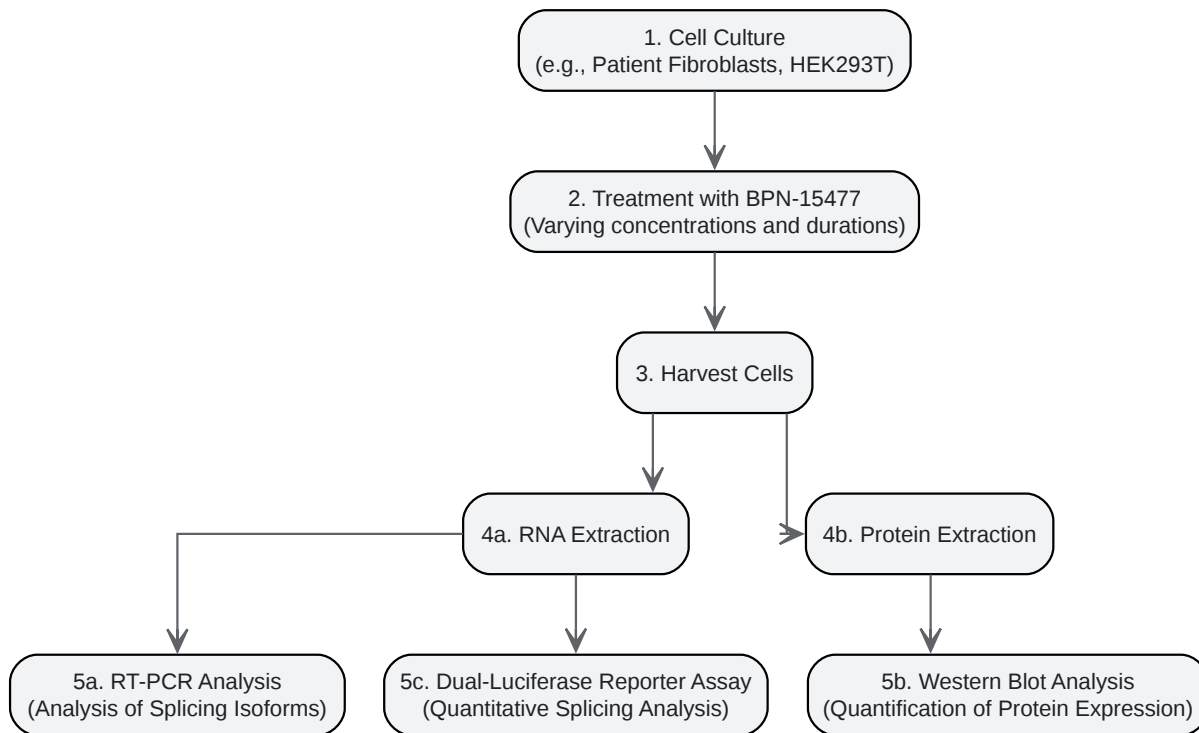 1. Cell Culture
(e.g., Patient Fibroblasts, HEK293T)
2. Treatment with BPN-15477
(Varying concentrations and durations)
3. Harvest Cells
4a. RNA Extraction
4b. Protein Extraction
5a. RT-PCR Analysis
(Analysis of Splicing Isoforms)
5c. Dual-Luciferase Reporter Assay
(Quantitative Splicing Analysis)
5b. Western Blot Analysis
(Quantification of Protein Expression)